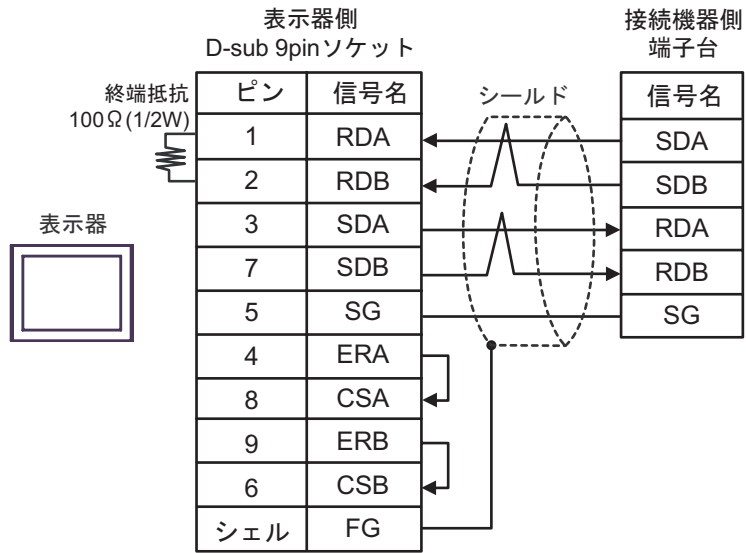 表示器側
D-sub 9pinソケット
接続機器側
端子台
終端抵抗
100Ω(1/2W)
シールド
表示器
ピン 信号名 信号名
1 RDA SDA
2 RDB SDB
3 SDA RDA
7 SDB RDB
5 SG SG
4 ERA
8 CSA
9 ERB
6 CSB
シェル FG